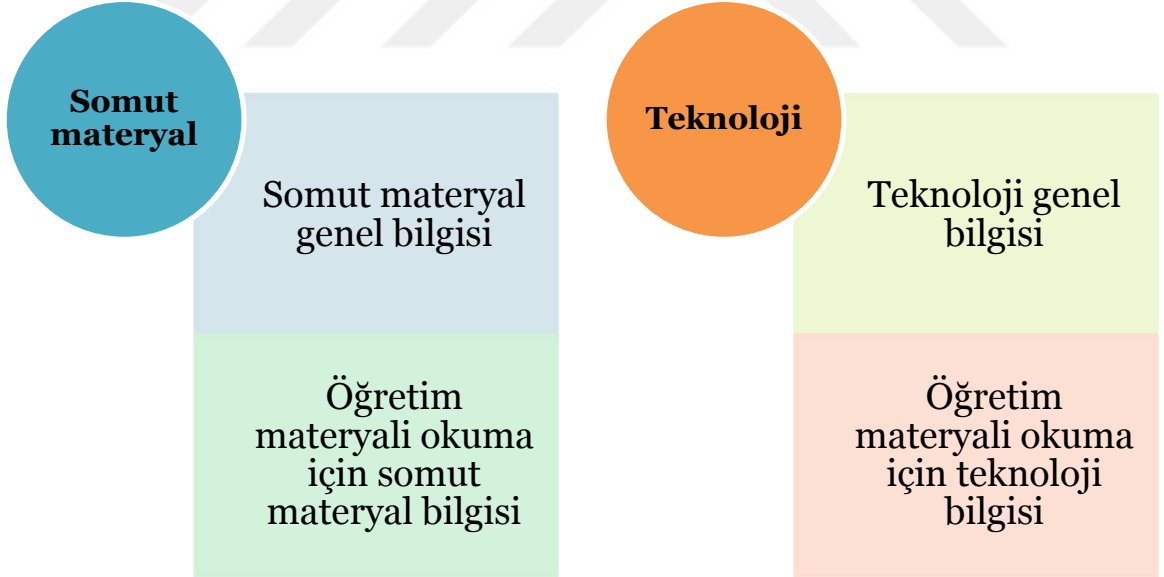 Somut
materyal
Somut materyal
genel bilgisi
Öğretim
materyali okuma
için somut
materyal bilgisi
Teknoloji
Teknoloji genel
bilgisi
Öğretim
materyali okuma
için teknoloji
bilgisi